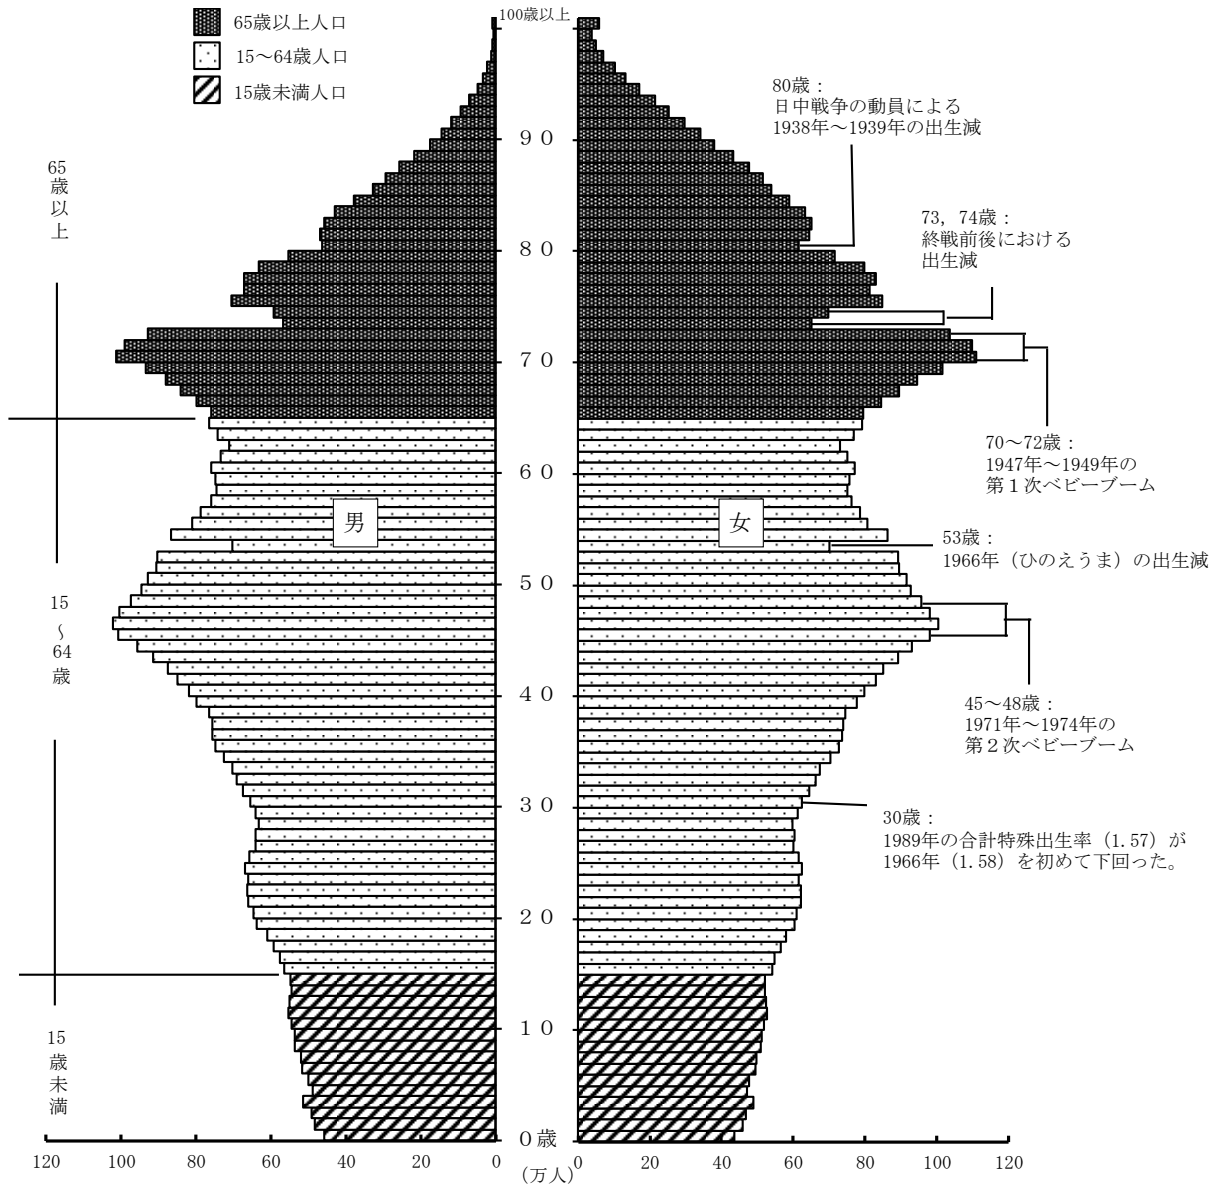 65歳以上人口
15～64歳人口
15歳未満人口
100歳以上
９０
８０
７０
６０
５０
４０
３０
２０
１０
０歳
65
歳
以
上
15
～
64
歳
15
歳
未
満
男
女
80歳：
日中戦争の動員による
1938年～1939年の出生減
73，74歳：
終戦前後における
出生減
70～72歳：
1947年～1949年の
第１次ベビーブーム
53歳：
1966年（ひのえうま）の出生減
45～48歳：
1971年～1974年の
第２次ベビーブーム
30歳：
1989年の合計特殊出生率（1.57）が
1966年（1.58）を初めて下回った。
120 100 80 60 40 20 0 (万人) 0 20 40 60 80 100 120